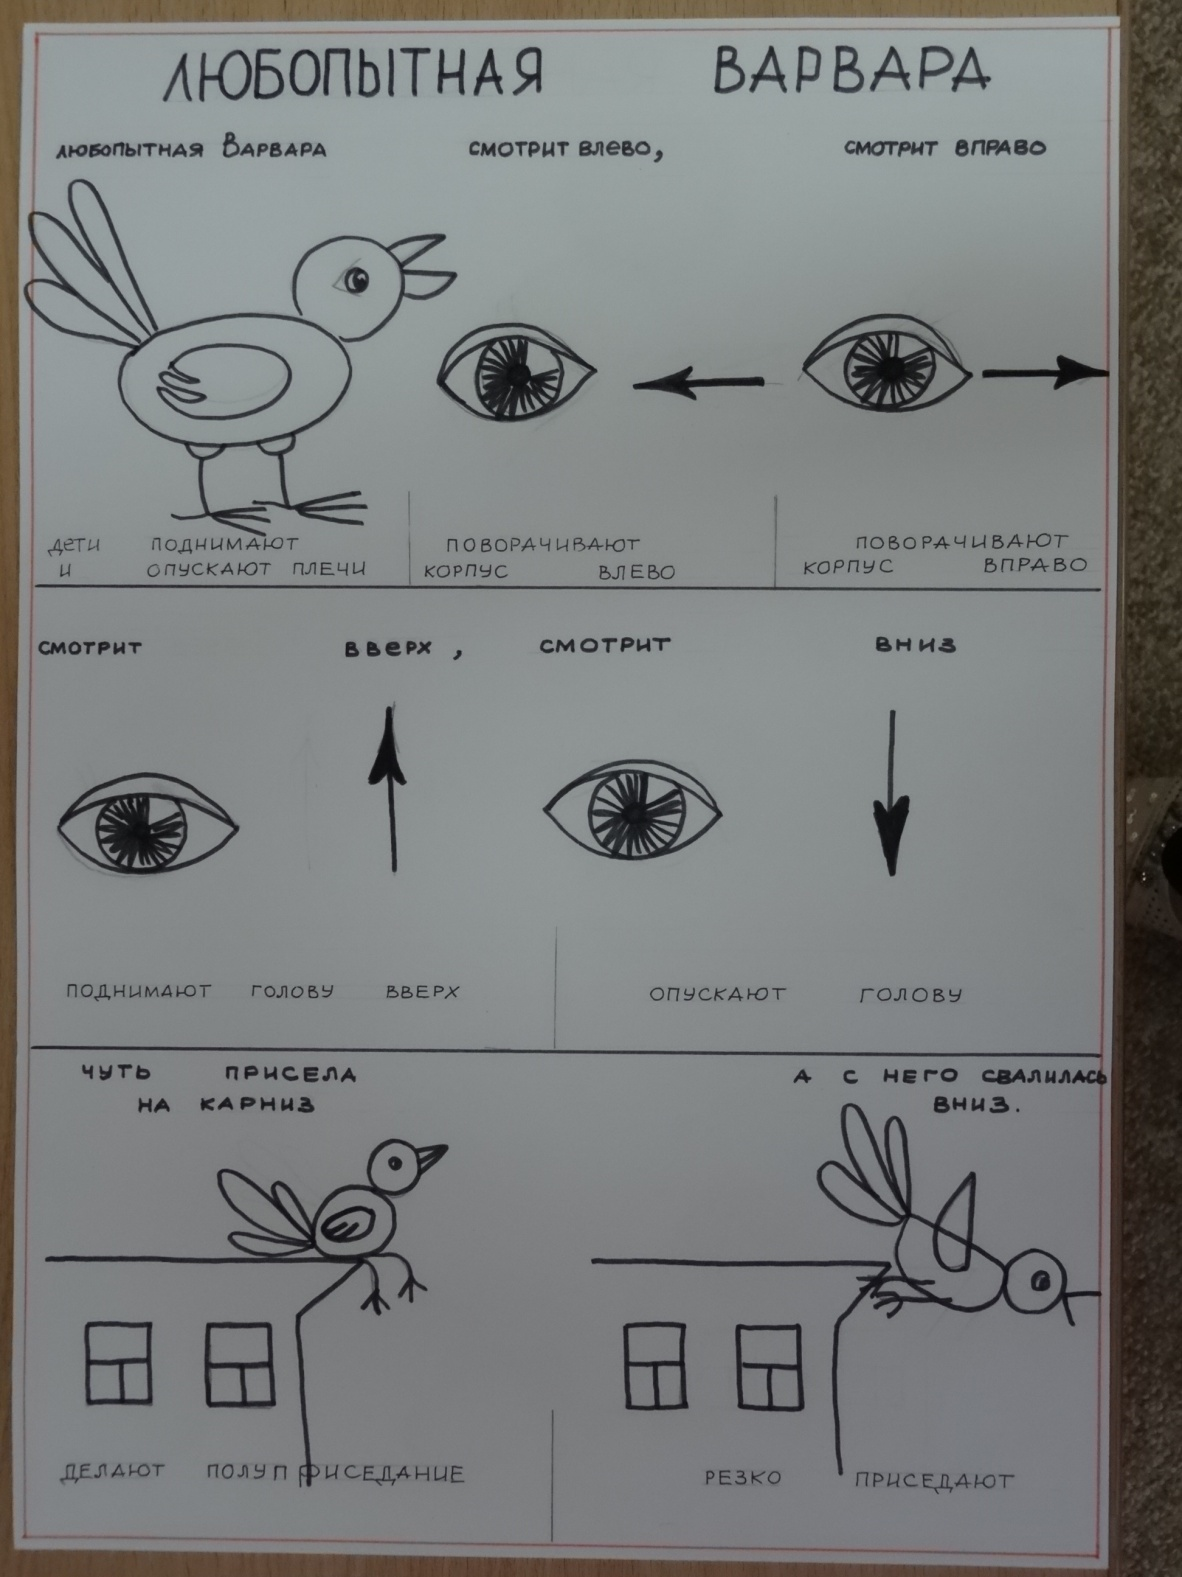 ЛЮБОПЫТНАЯ ВАРВАРА
ЛЮБОПЫТНАЯ ВАРВАРА
СМОТРИТ ВЛЕВО,
СМОТРИТ ВПРАВО
ДЕТИ ПОДНИМАЮТ
И ОПУСКАЮТ ПЛЕЧИ
ПОВОРАЧИВАЮТ
КОРПУС ВЛЕВО
ПОВОРАЧИВАЮТ
КОРПУС ВПРАВО
СМОТРИТ ВВЕРХ,
СМОТРИТ ВНИЗ
ПОДНИМАЮТ ГОЛОВУ ВВЕРХ
ОПУСКАЮТ ГОЛОВУ
ЧУТЬ ПРИСЕЛА
НА КАРНИЗ
А С НЕГО СВАЛИЛАСЬ
ВНИЗ.
ДЕЛАЮТ ПОЛУПРИСЕДАНИЕ
РЕЗКО ПРИСЕДАЮТ